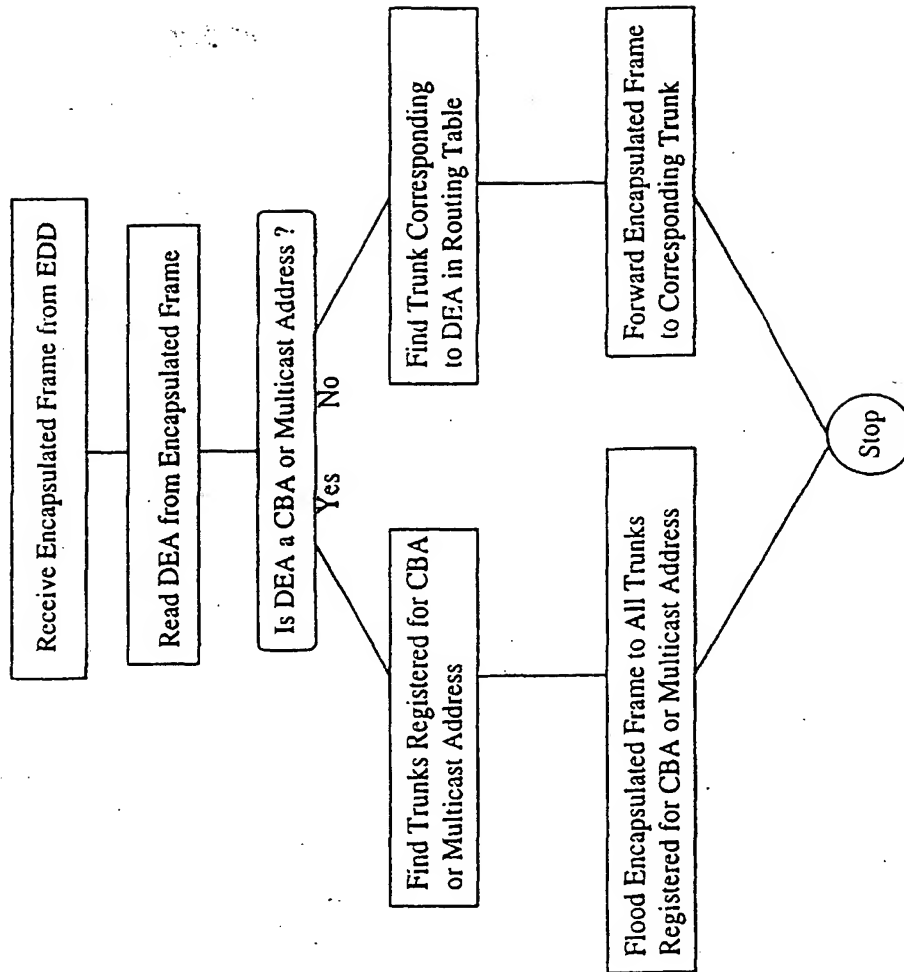 Receive Encapsulated Frame from EDD
Read DEA from Encapsulated Frame
Is DEA a CBA or Multicast Address ?
Yes
No
Find Trunks Registered for CBA
or Multicast Address
Find Trunk Corresponding
to DEA in Routing Table
Flood Encapsulated Frame to All Trunks
Registered for CBA or Multicast Address
Forward Encapsulated Frame
to Corresponding Trunk
Stop